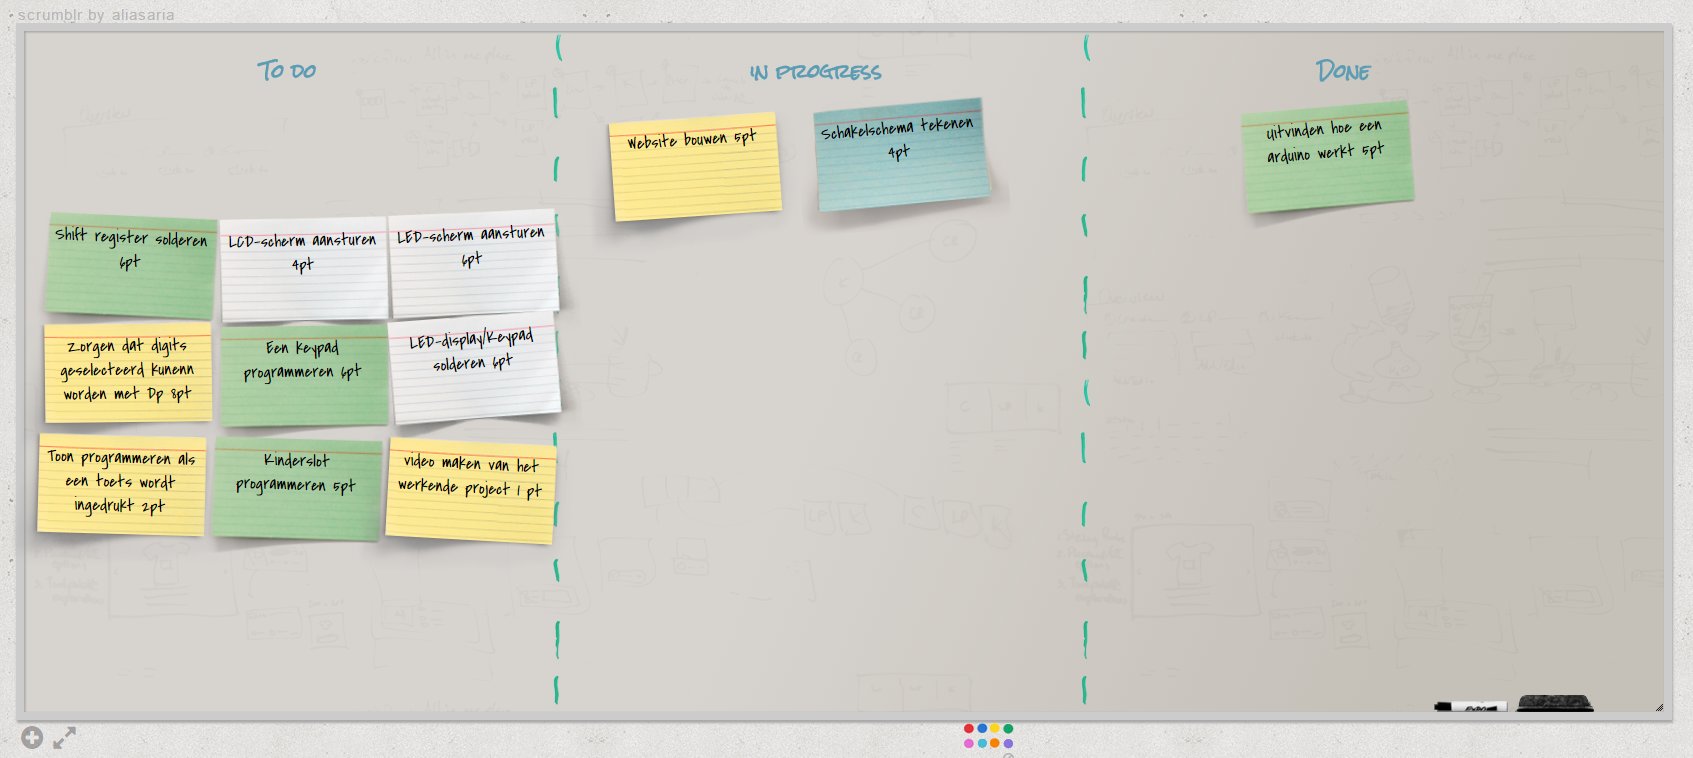 scrumblr by aliasaria
To do
in progress
Done
Website bouwen 5pt
Schakelschema tekenen
4pt
uitvinden hoe een
arduino werkt 5pt
Shift register solderen
6pt
LCD-scherm aansturen
4pt
LED-scherm aansturen
6pt
Zorgen dat digits
geselecteerd kunenn
worden met Dp 8pt
Een keypad
programmeren 6pt
LED-display/Keypad
solderen 6pt
Toon programmeren als
een toets wordt
ingedrukt 2pt
Kinderslot
programmeren 5pt
video maken van het
werkende project 1 pt